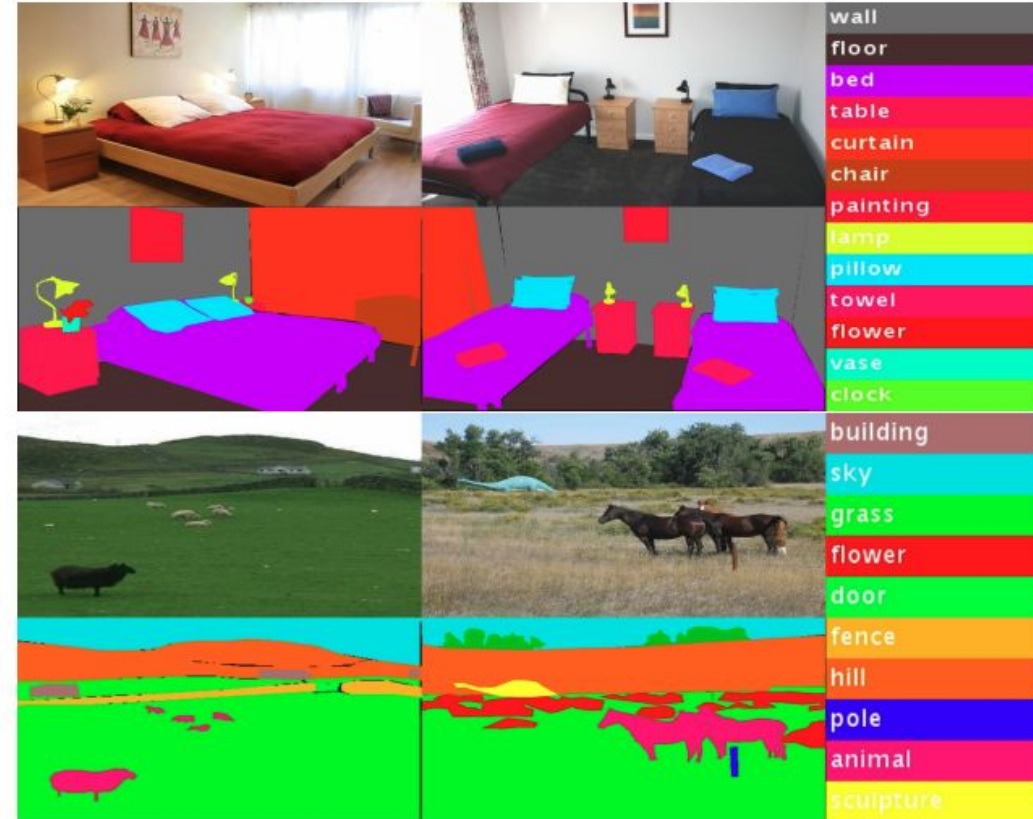 wall
floor
bed
table
curtain
chair
painting
lamp
pillow
towel
flower
vase
clock
building
sky
grass
flower
door
fence
hill
pole
animal
sculpture